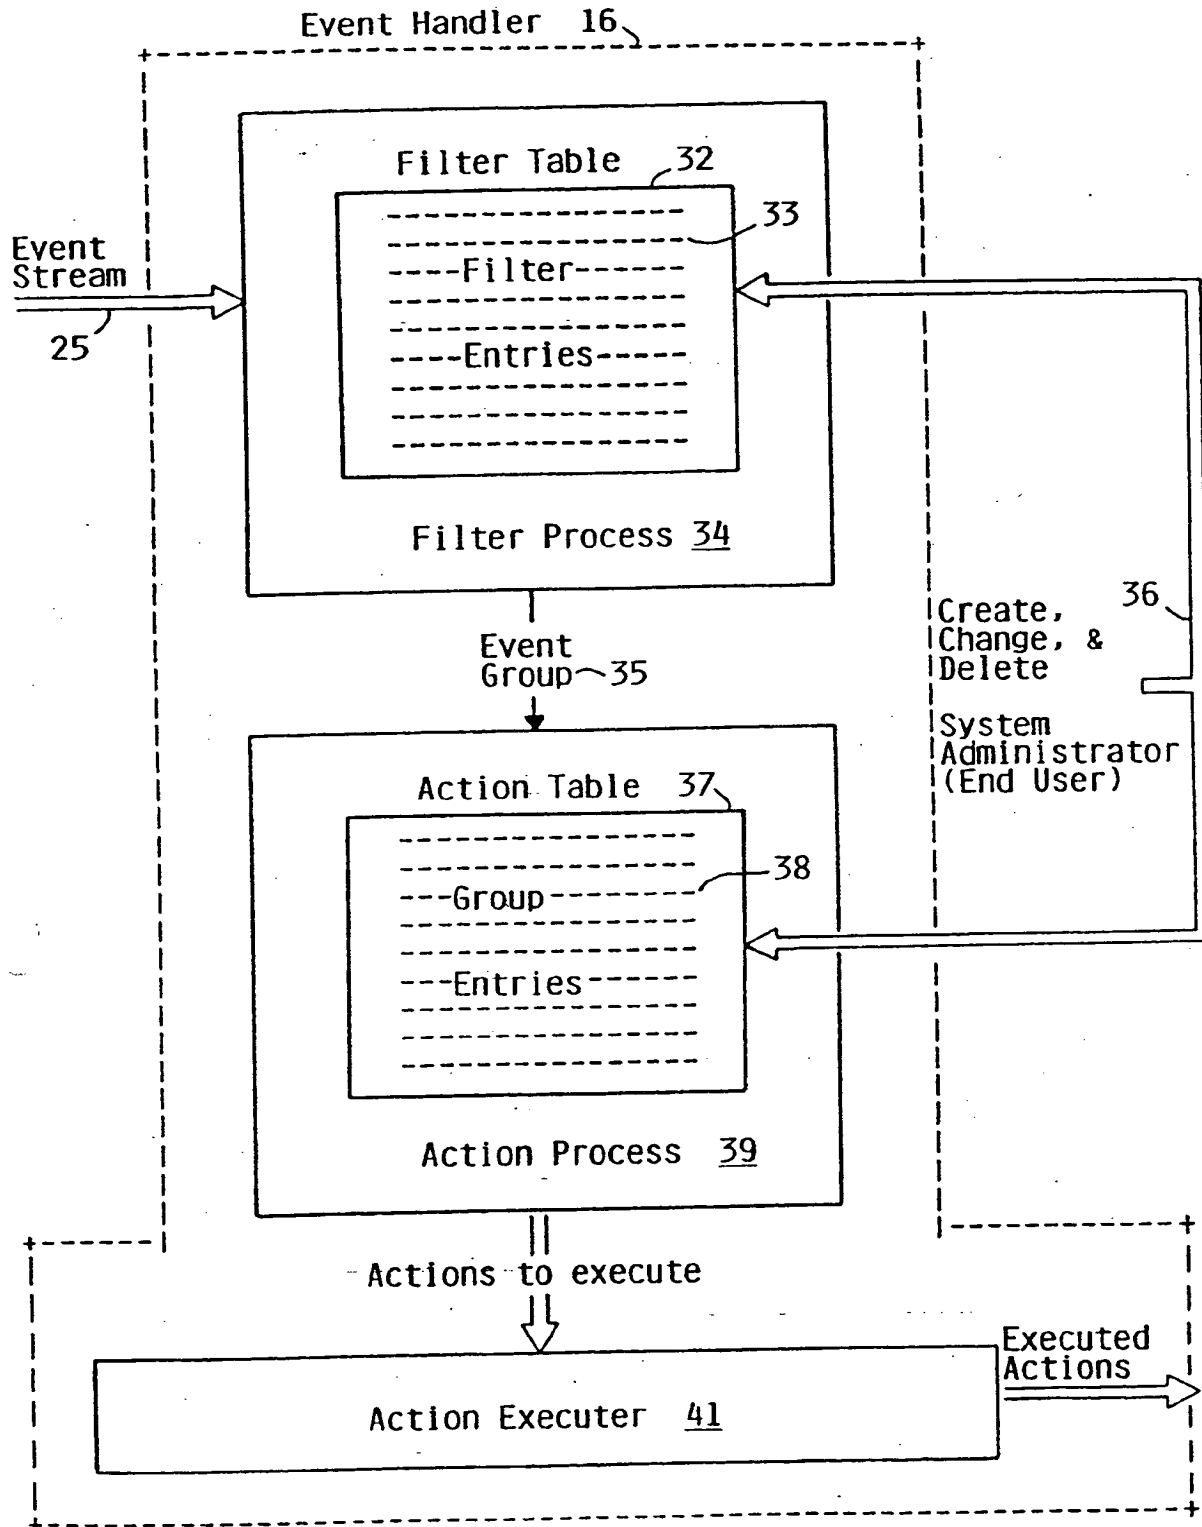 Event Handler 16
Filter Table 32
33
Filter
Entries
Event
Stream
25
Filter Process 34
Event
Group 35
Create,
Change, &
Delete
36
System
Administrator
(End User)
Action Table 37
Group
38
Entries
Action Process 39
Actions to execute
Executed
Actions
Action Executer 41